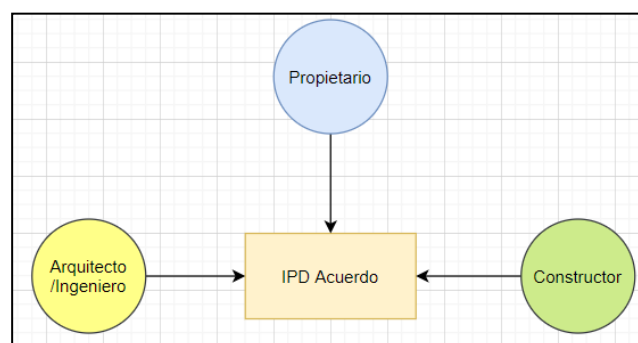 Propietario
Arquitecto
/Ingeniero
IPD Acuerdo
Constructor